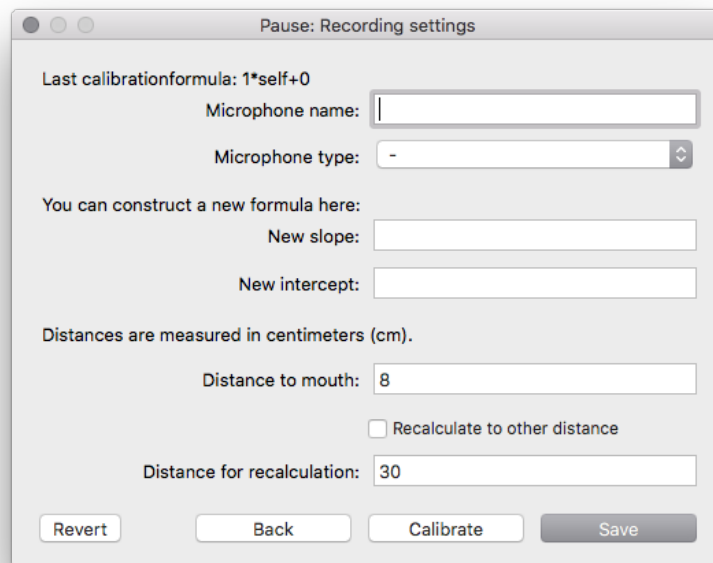 Pause: Recording settings
Last calibrationformula: 1*self+0
Microphone name:
Microphone type: -
You can construct a new formula here:
New slope:
New intercept:
Distances are measured in centimeters (cm).
Distance to mouth: 8
Recalculate to other distance
Distance for recalculation: 30
Revert Back Calibrate Save